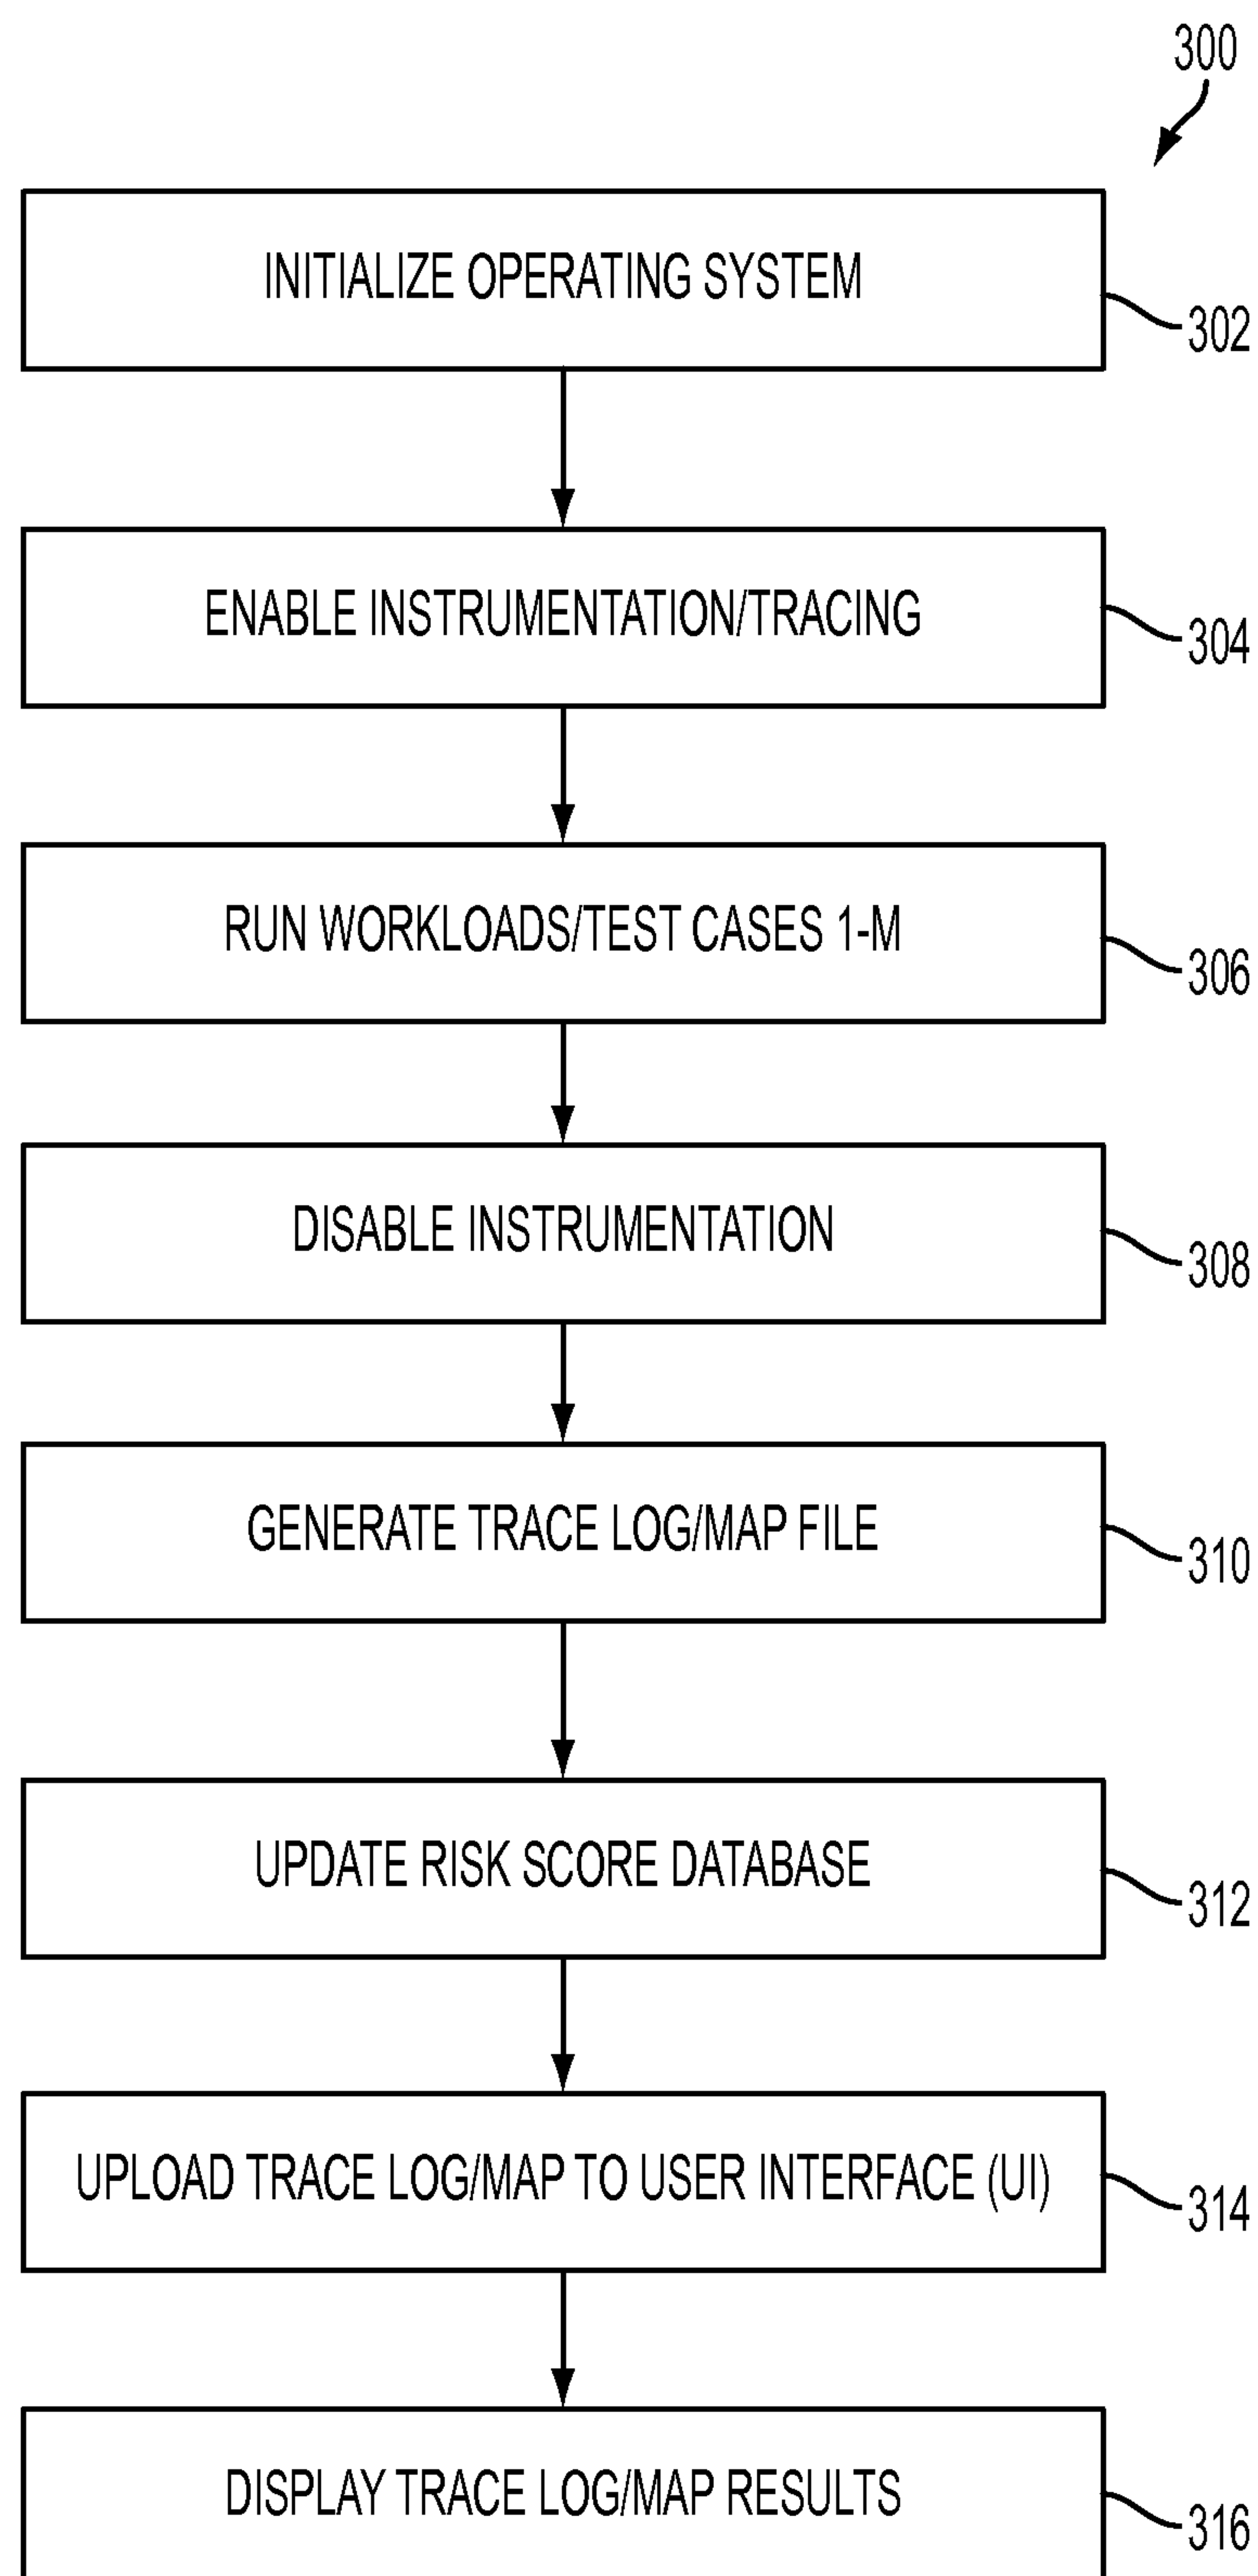 300
INITIALIZE OPERATING SYSTEM
302
ENABLE INSTRUMENTATION/TRACING
304
RUN WORKLOADS/TEST CASES 1-M
306
DISABLE INSTRUMENTATION
308
GENERATE TRACE LOG/MAP FILE
310
UPDATE RISK SCORE DATABASE
312
UPLOAD TRACE LOG/MAP TO USER INTERFACE (UI)
314
DISPLAY TRACE LOG/MAP RESULTS
316